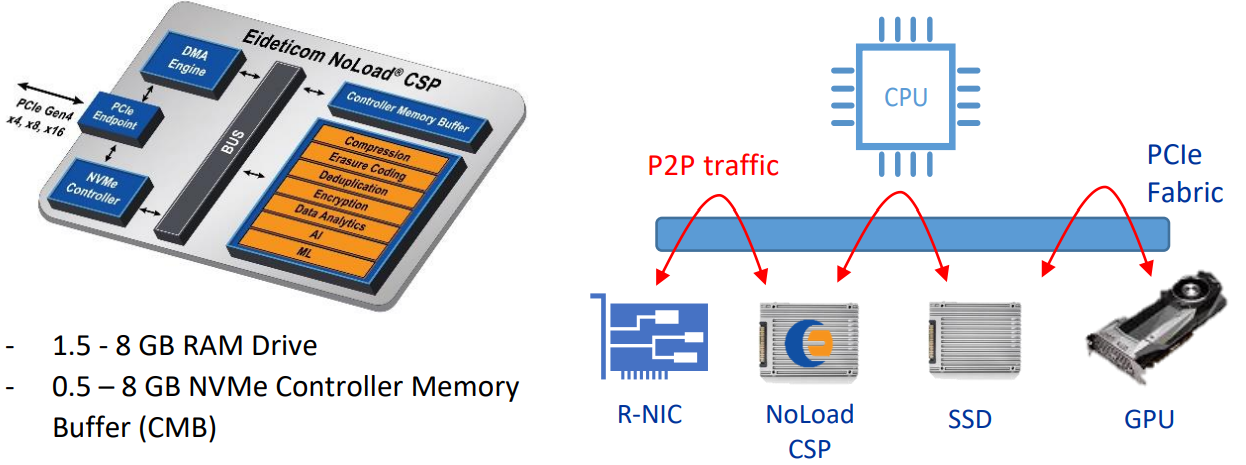 Eideticom NoLoad® CSP
DMA
Engine
PCIe Gen4
x4, x8, x16
PCIe
Endpoint
NVMe
Controller
BUS
Controller Memory Buffer
Compression
Erasure Coding
Deduplication
Encryption
Data Analytics
AI
ML
- 1.5 - 8 GB RAM Drive
- 0.5 – 8 GB NVMe Controller Memory
Buffer (CMB)
CPU
P2P traffic
PCIe
Fabric
R-NIC
NoLoad
CSP
SSD
GPU